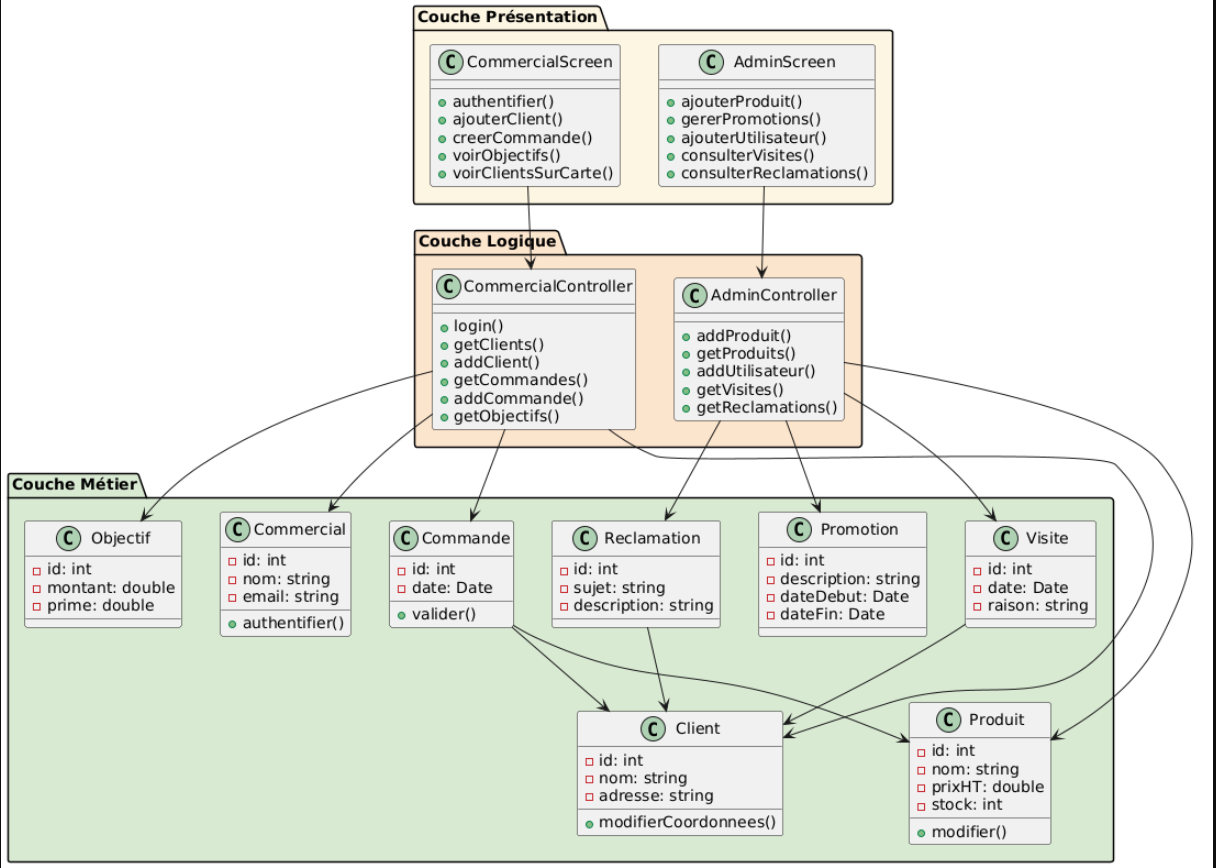 Couche Présentation
C CommercialScreen
authentifier()
ajouterClient()
creerCommande()
voirObjectifs()
voirClientsSurCarte()
C AdminScreen
ajouterProduit()
gererPromotions()
ajouterUtilisateur()
consulterVisites()
consulterReclamations()
Couche Logique
C CommercialController
login()
getClients()
addClient()
getCommandes()
addCommande()
getObjectifs()
C AdminController
addProduit()
getProduits()
addUtilisateur()
getVisites()
getReclamations()
Couche Métier
C Objectif
id: int
montant: double
prime: double
C Commercial
id: int
nom: string
email: string
authentifier()
C Commande
id: int
date: Date
valider()
C Reclamation
id: int
sujet: string
description: string
C Promotion
id: int
description: string
dateDebut: Date
dateFin: Date
C Visite
id: int
date: Date
raison: string
C Client
id: int
nom: string
adresse: string
modifierCoordonnees()
C Produit
id: int
nom: string
prixHT: double
stock: int
modifier()